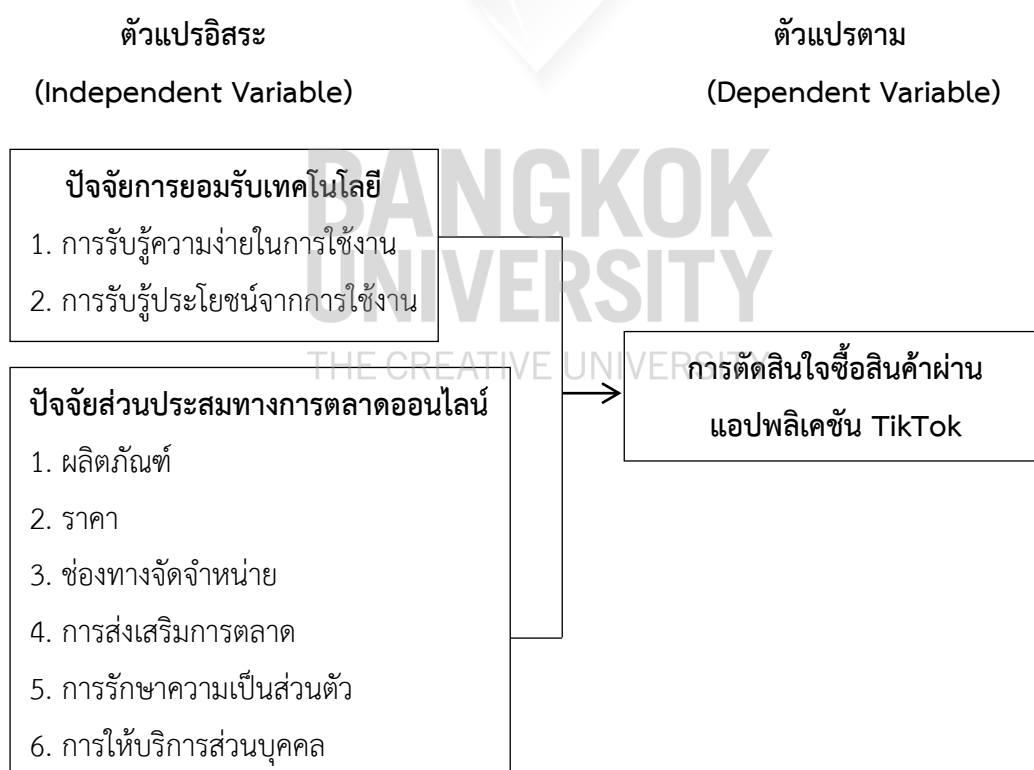 ตัวแปรอิสระ
(Independent Variable)
ตัวแปรตาม
(Dependent Variable)
BANGKOK
UNIVERSITY
THE CREATIVE UNIVERSITY
ปัจจัยการยอมรับเทคโนโลยี
1. การรับรู้ความง่ายในการใช้งาน
2. การรับรู้ประโยชน์จากการใช้งาน
ปัจจัยส่วนประสมทางการตลาดออนไลน์
1. ผลิตภัณฑ์
2. ราคา
3. ช่องทางจัดจำหน่าย
4. การส่งเสริมการตลาด
5. การรักษาความเป็นส่วนตัว
6. การให้บริการส่วนบุคคล
การตัดสินใจซื้อสินค้าผ่าน
แอปพลิเคชัน TikTok